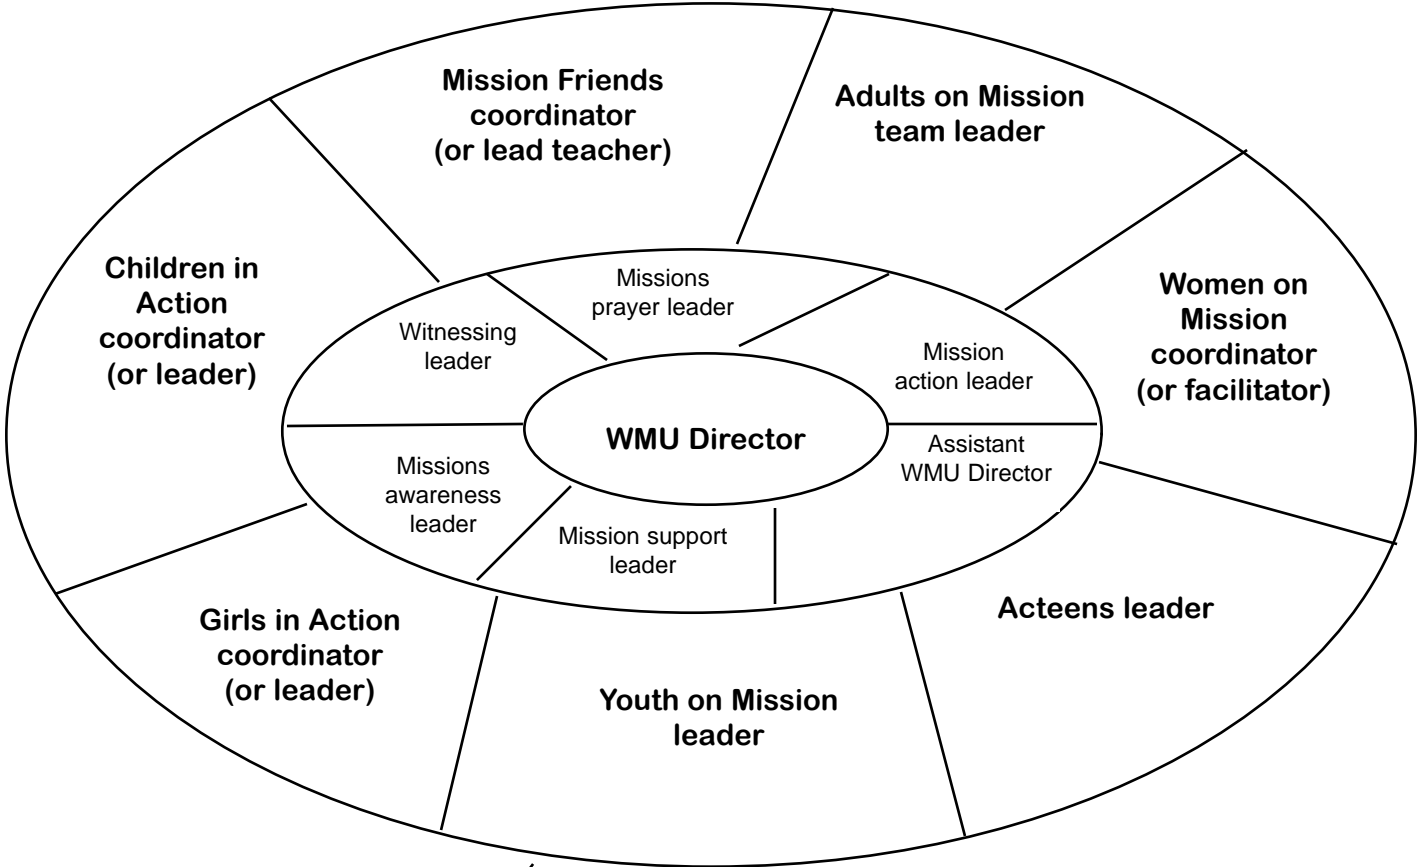 Mission Friends
coordinator
(or lead teacher)
Adults on Mission
team leader
Children in
Action
coordinator
(or leader)
Women on
Mission
coordinator
(or facilitator)
Missions
prayer leader
Witnessing
leader
Mission
action leader
WMU Director
Assistant
WMU Director
Missions
awareness
leader
Mission support
leader
Girls in Action
coordinator
(or leader)
Youth on Mission
leader
Acteens leader